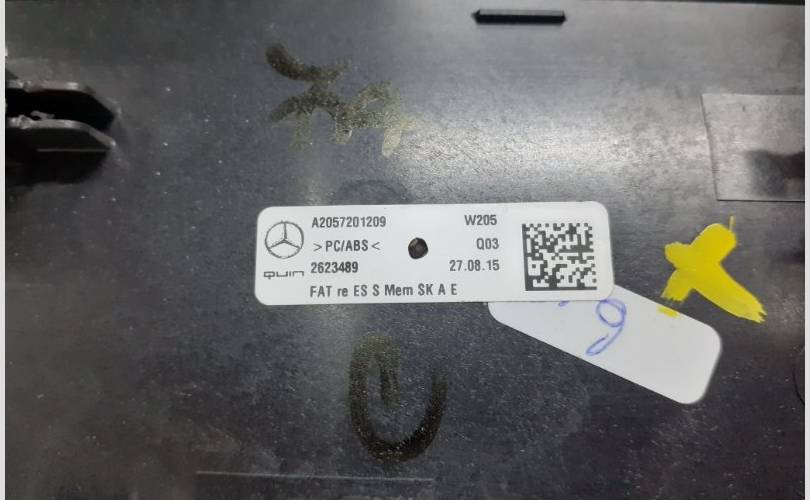 A2057201209 W205
>PC/ABS< Q03
QUIN 2623489 27.08.15
FAT re ES S Mem SK A E